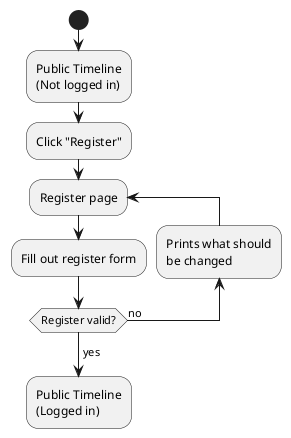 Public Timeline
(Not logged in)
Click "Register"
Register page
Fill out register form
Prints what should
be changed
Register valid?
no
yes
Public Timeline
(Logged in)